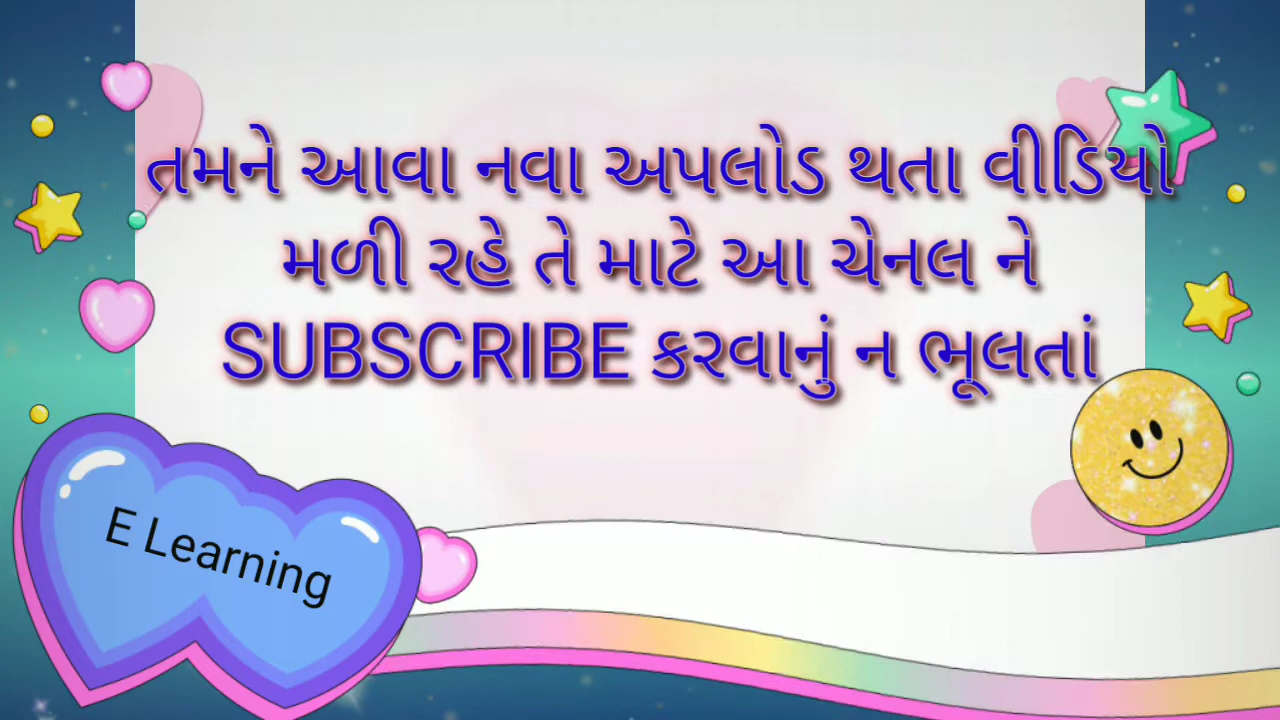 તમને આવા નવા અપલોડ થતા વીડિયો
મળી રહે તે માટે આ ચેનલ ને
SUBSCRIBE કરવાનું ન ભૂલતાં
E Learning